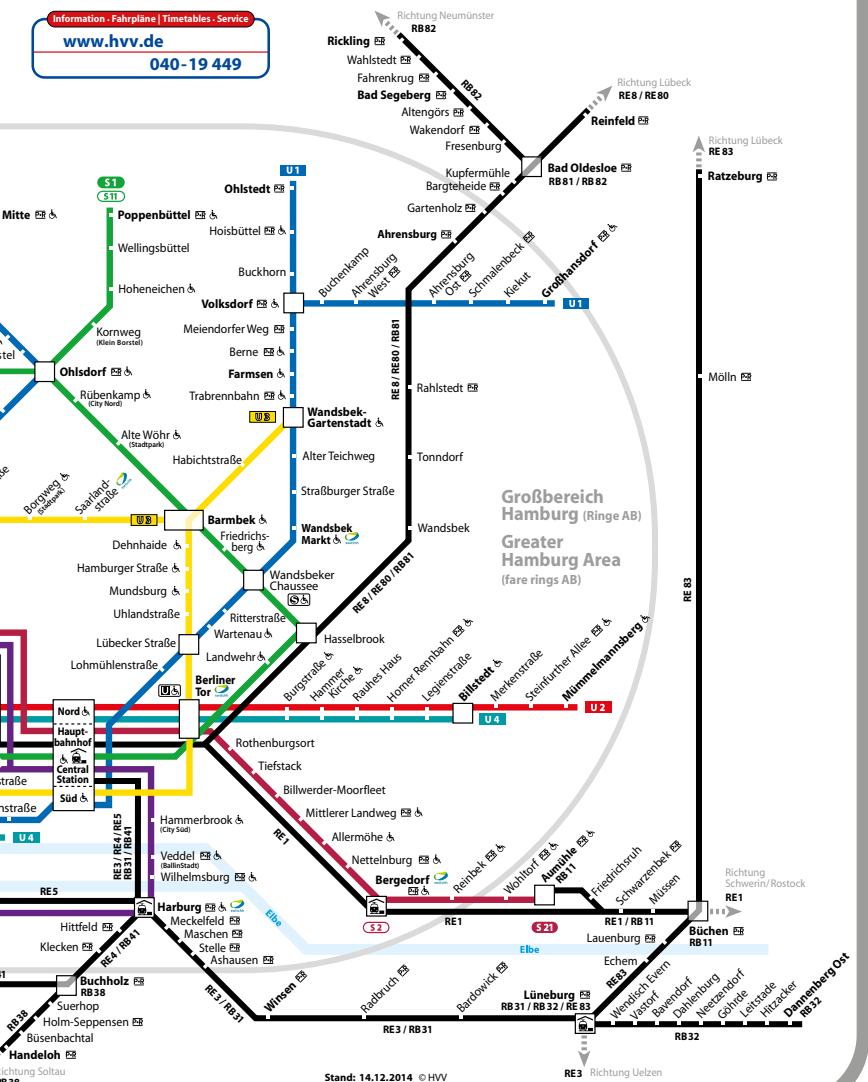 Information · Fahrpläne | Timetables · Service
www.hvv.de
040-19 449
Richtung Neumünster
RB82
Rickling
Wahlstedt
Fahrenkrug
RB82
Bad Segeberg
Altengörs
Wakendorf
Fresenburg
Richtung Lübeck
RE8 / RE80
Reinfeld
Kupfermühle
Bad Oldesloe
RB81 / RB82
Bargteheide
Gartenholz
Ahrensburg
Richtung Lübeck
RE83
Ratzeburg
Mölln
RE 83
S1
S11
Mitte
Poppenbüttel
Wellingsbüttel
Hoheneichen
Kornweg
(Klein Borstel)
stel
Ohlsdorf
Rübenkamp
(City Nord)
Alte Wöhr
(Stadtpark)
U1
Ohlstedt
Hoisbüttel
Buckhorn
Volksdorf
Buchenkamp
Ahrensburg
West
Ahrensburg
Ost
Schmalenbeck
Kiekut
Großhansdorf
U1
Meiendorfer Weg
Berne
Farmsen
Trabrennbahn
U3
Wandsbek-
Gartenstadt
Habichtstraße
Alter Teichweg
Straßburger Straße
Wandsbek
Markt
RE8 / RE80 / RB81
Rahlstedt
Tonndorf
Wandsbek
RE8 / RE80 / RB81
Großbereich
Hamburg (Ringe AB)
Greater
Hamburg Area
(fare rings AB)
Borgweg
(Stadtpark)
Saarland-
straße
U3
Barmbek
Dehnhaide
Friedrichs-
berg
Hamburger Straße
Mundsburg
Uhlandstraße
Wandsbeker
Chaussee
Ritterstraße
Wartenau
Landwehr
Hasselbrook
Lübecker Straße
Lohmühlenstraße
Berliner
Tor
Burgstraße
Hammer
Kirche
Rauhes Haus
Horner Rennbahn
Legienstraße
Billstedt
Merkenstraße
Steinfurther Allee
Mümmelmannsberg
U2
U4
Nord
Haupt-
bahnhof
Central
Station
Süd
straße
nstraße
U4
Rothenburgsort
Tiefstack
Billwerder-Moorfleet
Mittlerer Landweg
Allermöhe
Nettelnburg
Bergedorf
RE1
Hammerbrook
(City Süd)
Veddel
(BallinStadt)
Wilhelmsburg
RE3 / RE4 / RE5
RB31 / RB41
RE5
Reinbek
Wohltorf
Aumühle
RB11
Friedrichsruh
Schwarzenbek
Müssen
S2
RE1
S21
RE1 / RB11
Richtung
Schwerin/Rostock
RE1
Büchen
RB11
Elbe
Elbe
Harburg
Hittfeld
Klecken
RE4 / RB41
Meckelfeld
Maschen
Stelle
Ashausen
RE3 / RB31
Winsen
Radbruch
Bardowick
RE3 / RB31
Lauenburg
Echem
RE83
Lüneburg
RB31 / RB32 / RE 83
Wendisch Evern
Vastorf
Bavendorf
Dahlenburg
Neetzendorf
Göhrde
Leitstade
Hitzacker
Dannenberg Ost
RB32
RB32
Buchholz
RB38
Suerhop
Holm-Seppensen
Büsenbachtal
RB38
Handeloh
RE3 Richtung Uelzen
Stand: 14.12.2014 © HVV